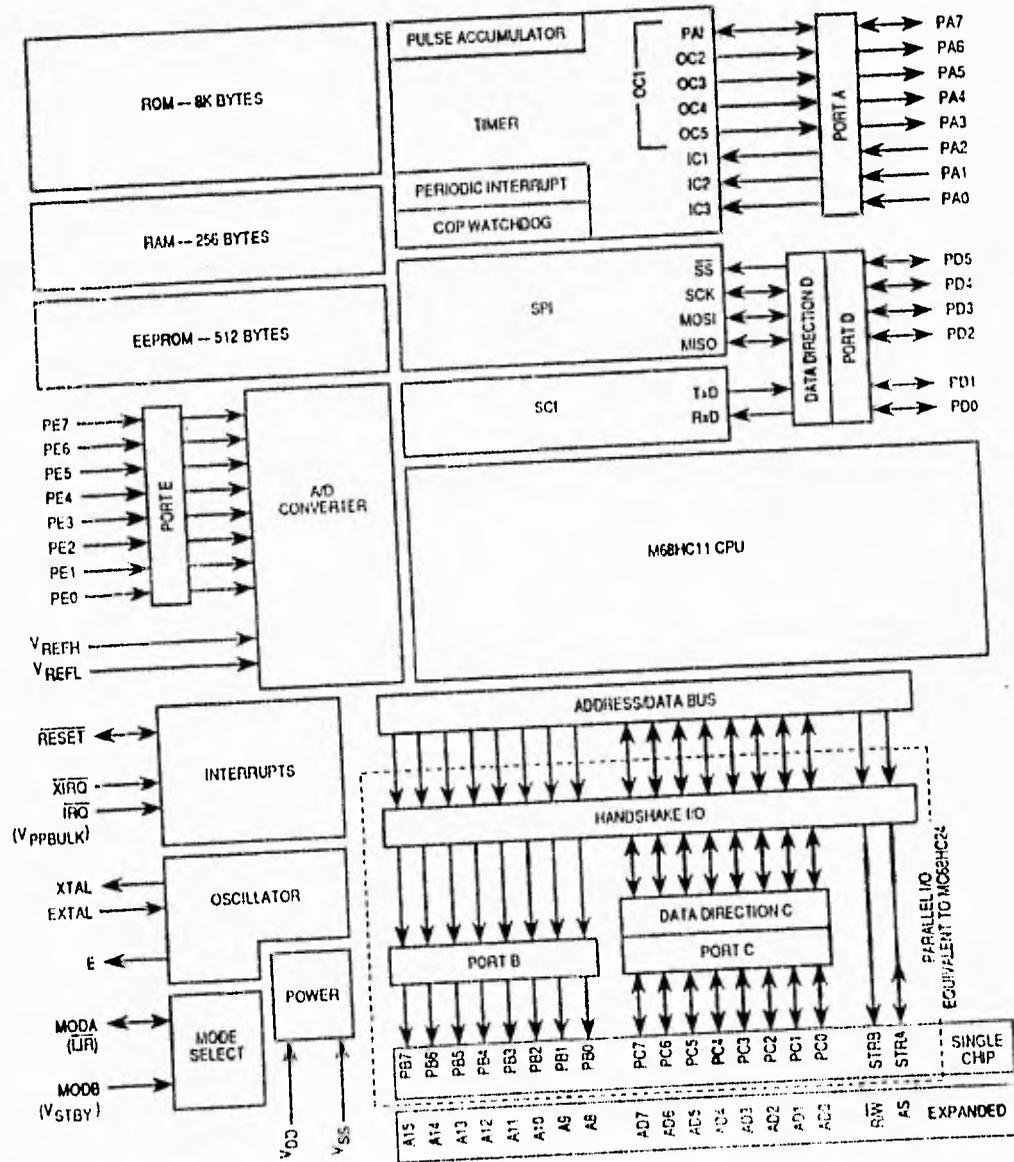 PULSE ACCUMULATOR
ROM — 8K BYTES
TIMER
PERIODIC INTERRUPT
COP WATCHDOG
OC1
PAI
OC2
OC3
OC4
OC5
IC1
IC2
IC3
PORT A
PA7
PA6
PA5
PA4
PA3
PA2
PA1
PA0
RAM — 256 BYTES
EEPROM — 512 BYTES
SPI
SS
SCK
MOSI
MISO
SCI
TxD
RxD
DATA DIRECTION D
PORT D
PD5
PD4
PD3
PD2
PD1
PD0
PE7
PE6
PE5
PE4
PE3
PE2
PE1
PE0
PORT E
A/D
CONVERTER
VREFH
VREFL
M68HC11 CPU
ADDRESS/DATA BUS
RESET
XIRQ
IRQ
(VPPBULK)
INTERRUPTS
HANDSHAKE I/O
XTAL
EXTAL
E
OSCILLATOR
DATA DIRECTION C
PORT C
PORT B
PARALLEL I/O
EQUIVALENT TO MC68HC24
POWER
MODA
(LIR)
MODB
(VSTBY)
MODE
SELECT
VDD
VSS
PB7
PB6
PB5
PB4
PB3
PB2
PB1
PB0
PC7
PC6
PC5
PC4
PC3
PC2
PC1
PC0
STRB
STRA
SINGLE
CHIP
A15
A14
A13
A12
A11
A10
A9
A8
AD7
AD6
AD5
AD4
AD3
AD2
AD1
AD0
R/W
AS
EXPANDED